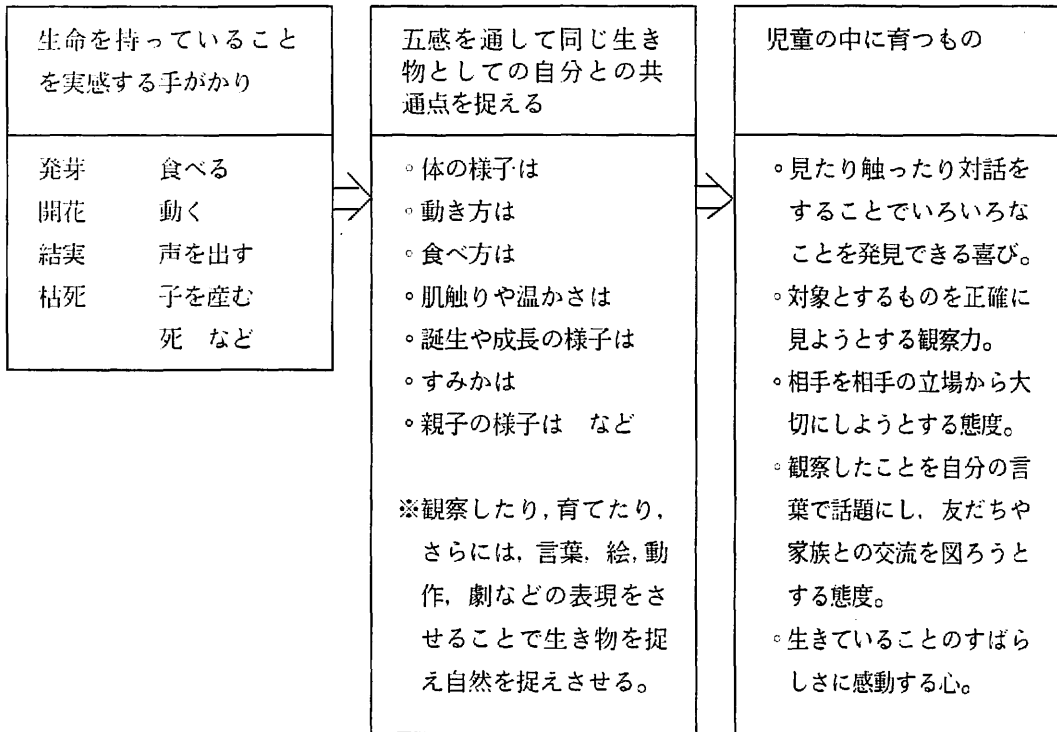 生命を持っていること
を実感する手がかり
発芽 食べる
開花 動く
結実 声を出す
枯死 子を産む
死 など
五感を通して同じ生き
物としての自分との共
通点を捉える
◦体の様子は
◦動き方は
◦食べ方は
◦肌触りや温かさは
◦誕生や成長の様子は
◦すみかは
◦親子の様子は など
※観察したり,育てたり,
さらには,言葉,絵,動
作,劇などの表現をさ
せることで生き物を捉
え自然を捉えさせる。
児童の中に育つもの
◦見たり触ったり対話を
することでいろいろな
ことを発見できる喜び。
◦対象とするものを正確に
見ようとする観察力。
◦相手を相手の立場から大
切にしようとする態度。
◦観察したことを自分の言
葉で話題にし,友だちや
家族との交流を図ろうと
する態度。
◦生きていることのすばら
しさに感動する心。